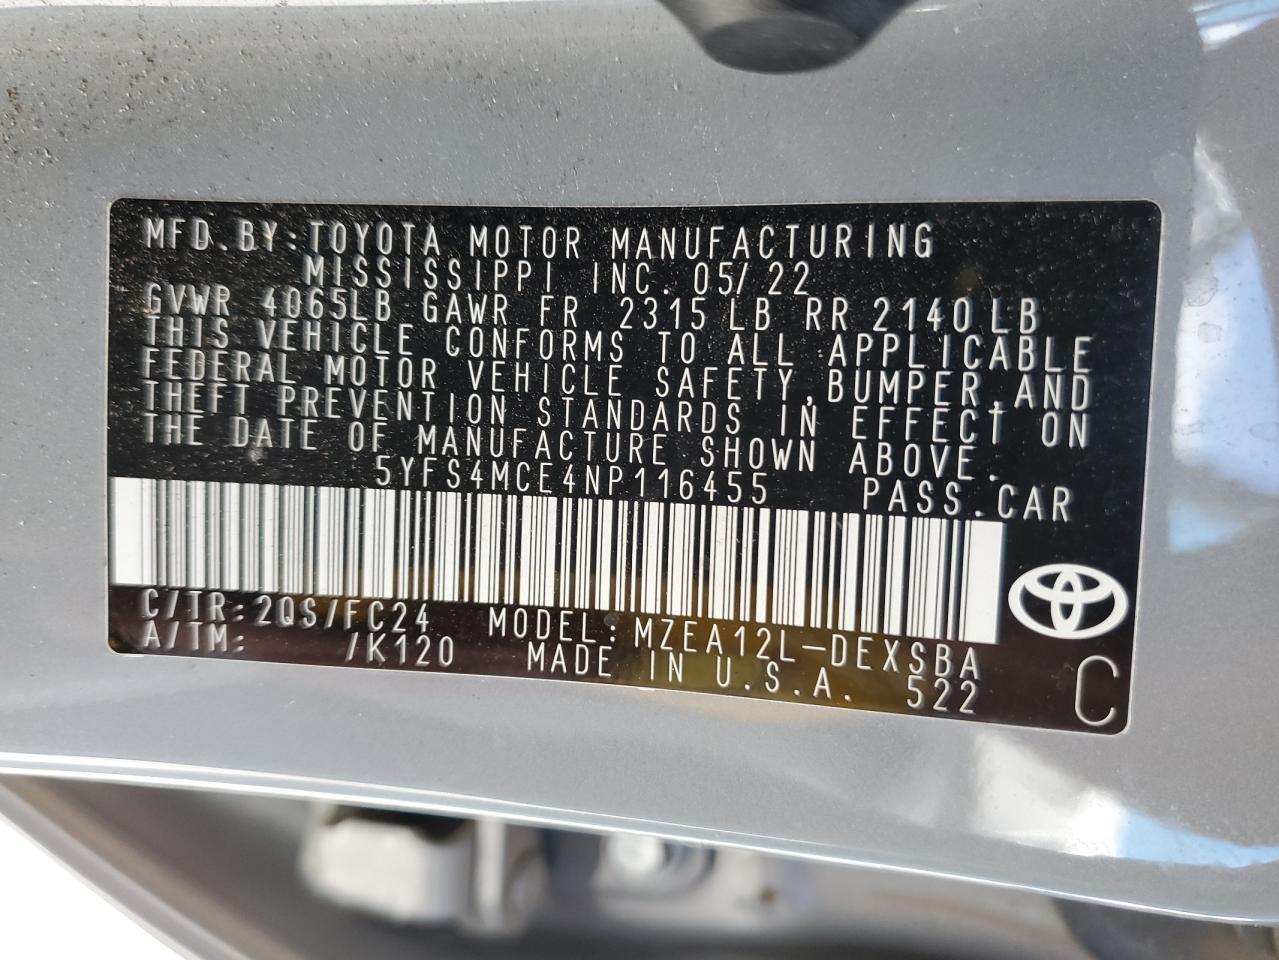 MFD.BY:TOYOTA MOTOR MANUFACTURING
MISSISSIPPI INC. 05/22
GVWR 4065LB GAWR FR 2315LB RR 2140LB
THIS VEHICLE CONFORMS TO ALL APPLICABLE
FEDERAL MOTOR VEHICLE SAFETY,BUMPER,AND
THEFT PREVENTION STANDARDS IN EFFECT ON
THE DATE OF MANUFACTURE SHOWN ABOVE.
5YFS4MCE4NP116455 PASS.CAR
C/TR:2QS/FC24 MODEL:MZEA12L-DEXSBA
A/TM: /K120 MADE IN U.S.A. 522
C